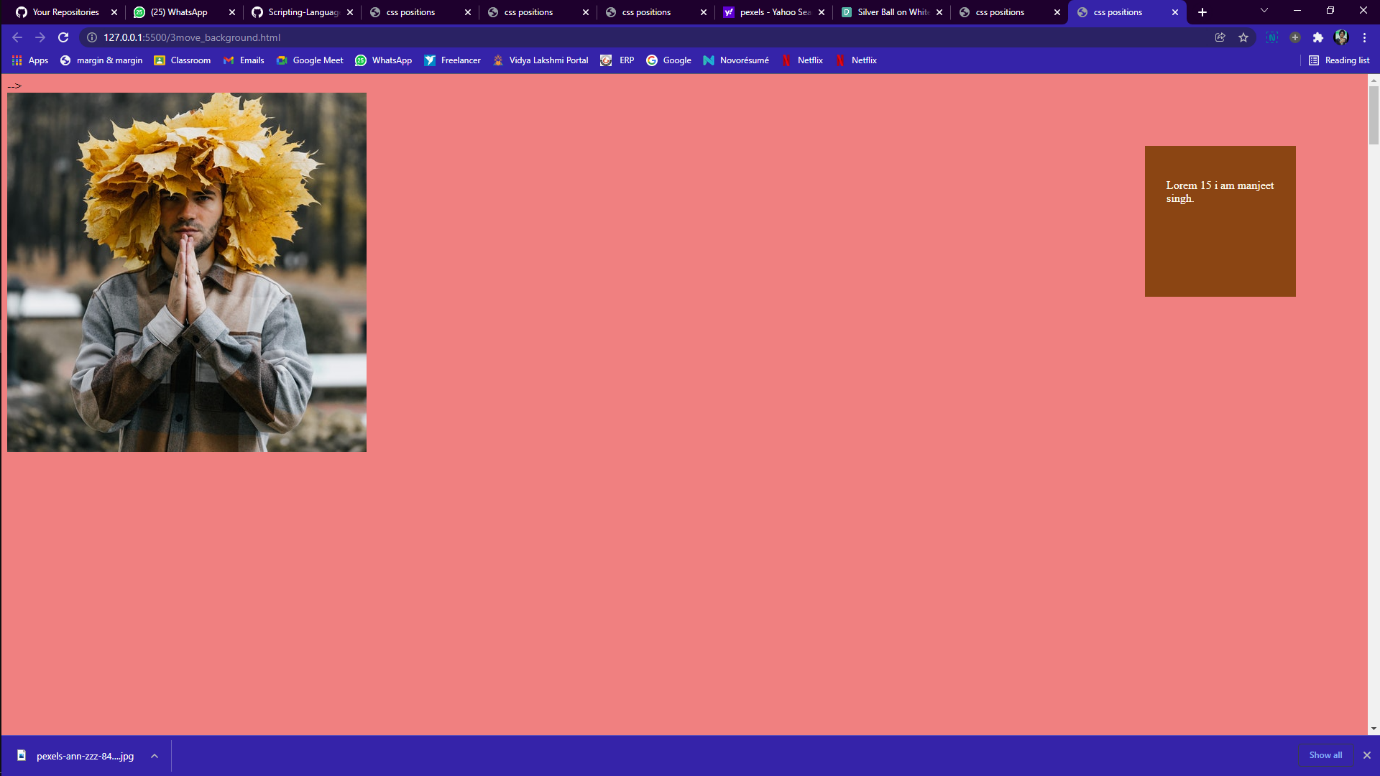 Your Repositories
(25) WhatsApp
Scripting-Languag
css positions
css positions
css positions
pexels - Yahoo Sea
Silver Ball on White
css positions
css positions
127.0.0.1:5500/3move_background.html
Apps
margin & margin
Classroom
Emails
Google Meet
WhatsApp
Freelancer
Vidya Lakshmi Portal
ERP
Google
Novorésumé
Netflix
Netflix
Reading list
-->
Lorem 15 i am manjeet
singh.
pexels-ann-zzz-84....jpg
Show all